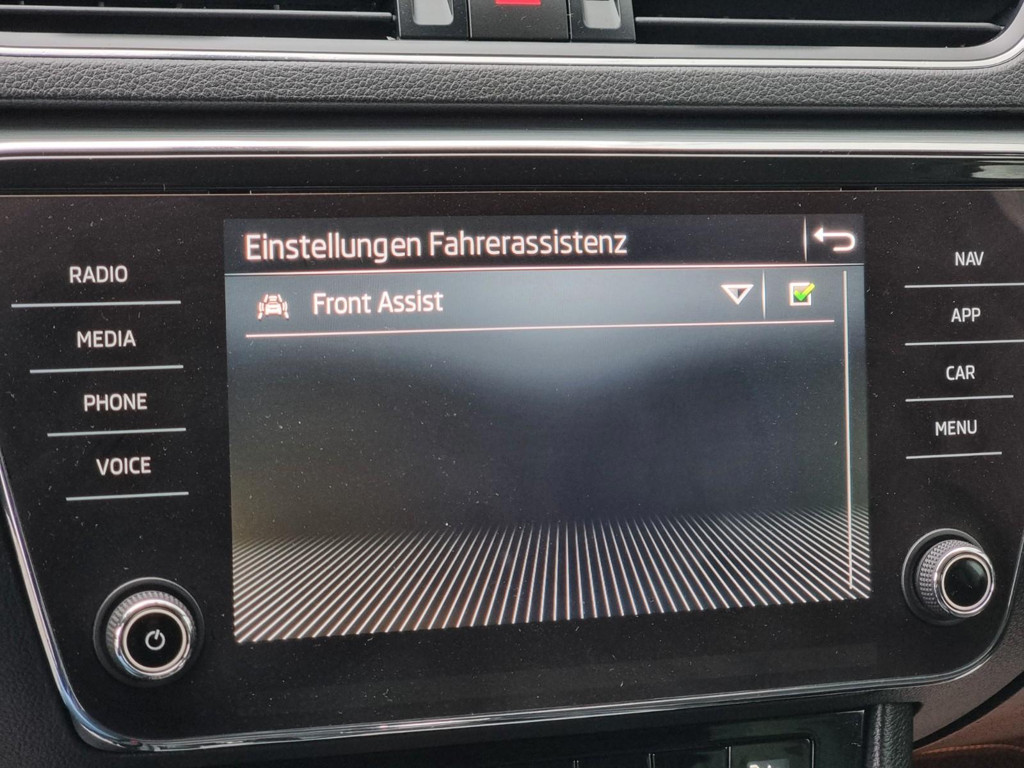 Einstellungen Fahrerassistenz
Front Assist
RADIO
MEDIA
PHONE
VOICE
NAV
APP
CAR
MENU